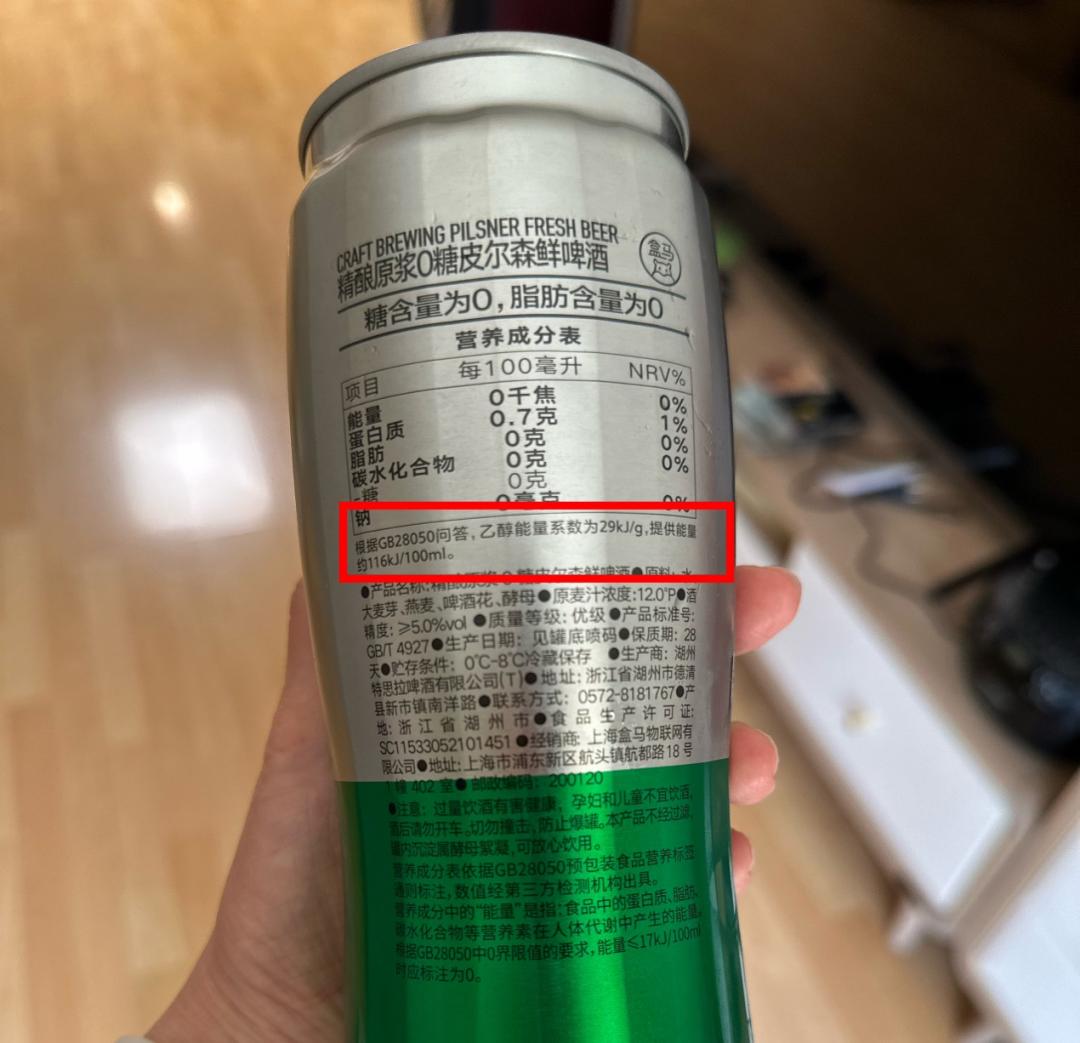 CRAFT BREWING PILSNER FRESH BEER
精酿原浆0糖皮尔森鲜啤酒
盒马
糖含量为0,脂肪含量为0
营养成分表
项目 每100毫升 NRV%
能量 0千焦 0%
蛋白质 0.7克 1%
脂肪 0克 0%
碳水化合物 0克 0%
-糖 0克
钠 0毫克 0%
根据GB28050问答,乙醇能量系数为29kJ/g,提供能量
约116kJ/100ml。
●产品名称:精酿原浆0糖皮尔森鲜啤酒●原料:水、
大麦芽、燕麦、啤酒花、酵母●原麦汁浓度:12.0°P●酒
精度: ≥5.0%vol ●质量等级: 优级 ●产品标准号:
GB/T 4927●生产日期: 见罐底喷码●保质期: 28
天●贮存条件: 0℃-8℃冷藏保存 ●生产商: 湖州
特思拉啤酒有限公司(T)● 地址: 浙江省湖州市德清
县新市镇南洋路●联系方式: 0572-8181767●产
地: 浙江省湖州市●食品生产许可证:
SC11533052101451 ●经销商: 上海盒马物联网有
限公司●地址:上海市浦东新区航头镇航都路18号
1幢 402 室● 邮政编码: 200120
●注意: 过量饮酒有害健康, 孕妇和儿童不宜饮酒,
酒后请勿开车。切勿撞击,防止爆罐。本产品不经过滤,
罐内沉淀属酵母絮凝,可放心饮用。
营养成分表依据GB28050预包装食品营养标签
通则标注,数值经第三方检测机构出具。
营养成分中的“能量”是指:食品中的蛋白质、脂肪、
碳水化合物等营养素在人体代谢中产生的能量。
根据GB28050中0界限值的要求,能量≤17kJ/100ml
时应标注为0。